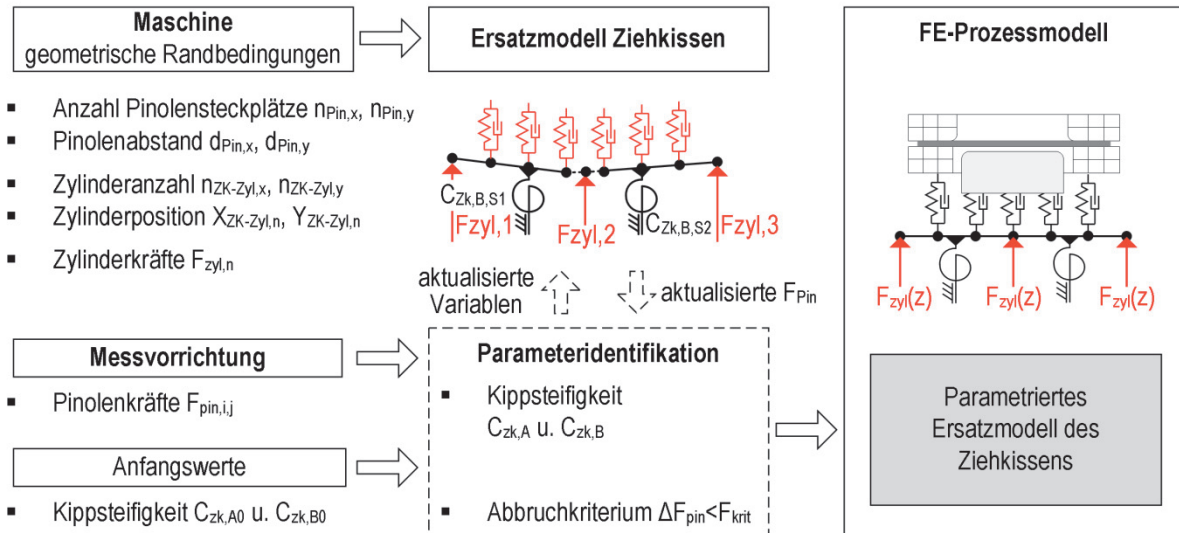 Maschine
geometrische Randbedingungen
▪ Anzahl Pinolensteckplätze nPin,x, nPin,y
▪ Pinolenabstand dPin,x, dPin,y
▪ Zylinderanzahl nZK-Zyl,x, nZK-Zyl,y
▪ Zylinderposition XZK-Zyl,n, YZK-Zyl,n
▪ Zylinderkräfte Fzyl,n
Messvorrichtung
▪ Pinolenkräfte Fpin,i,j
Anfangswerte
▪ Kippsteifigkeit Czk,A0 u. Czk,B0
Ersatzmodell Ziehkissen
CZk,B,S1
Fzyl,1
Fzyl,2
CZk,B,S2
Fzyl,3
aktualisierte
Variablen
aktualisierte FPin
Parameteridentifikation
▪ Kippsteifigkeit
Czk,A u. Czk,B
▪ Abbruchkriterium ΔFpin<Fkrit
FE-Prozessmodell
Fzyl(z)
Fzyl(z)
Fzyl(z)
Parametriertes
Ersatzmodell des
Ziehkissens